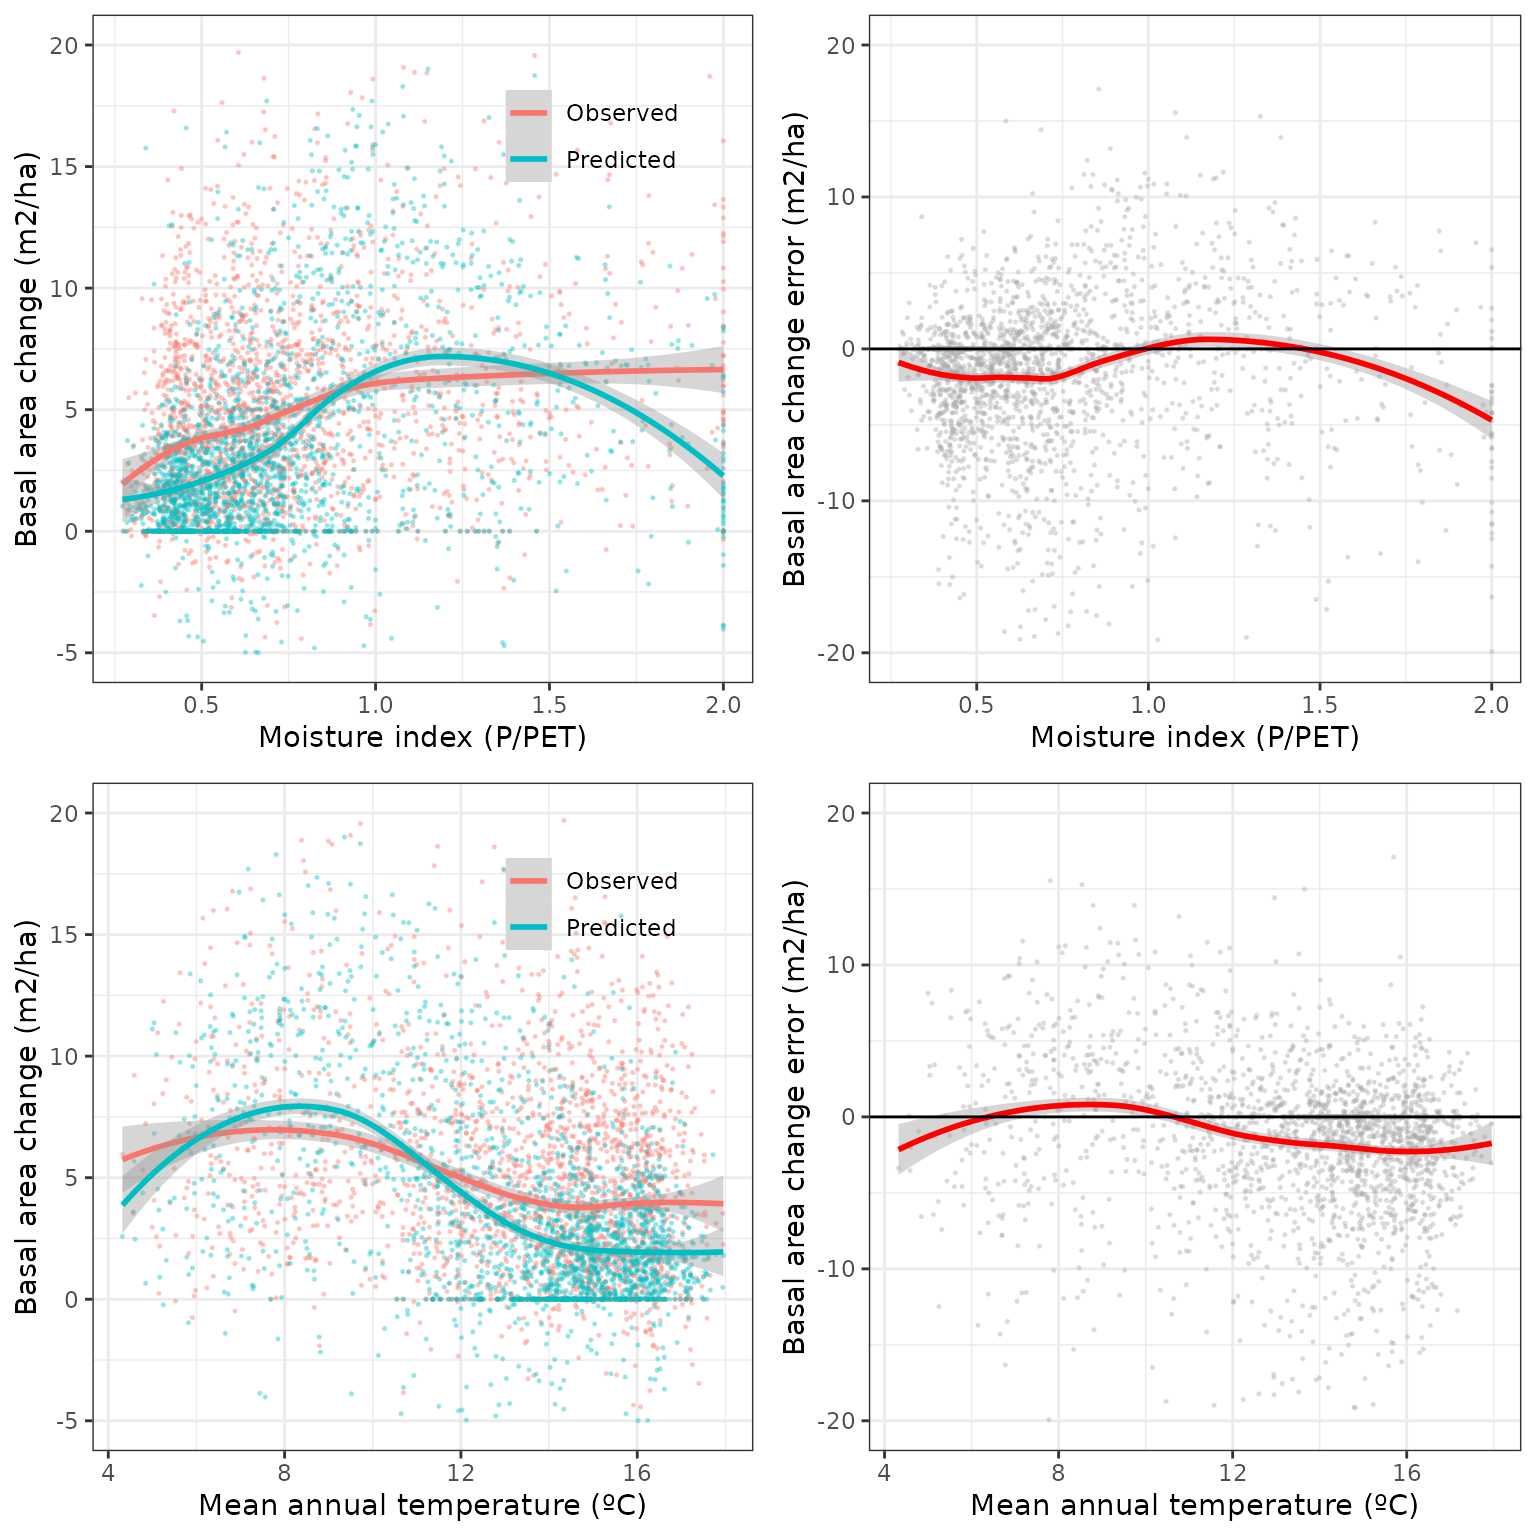 Basal area change (m2/ha)
20
15
10
5
0
-5
Observed
Predicted
0.5 1.0 1.5 2.0
Moisture index (P/PET)
Basal area change error (m2/ha)
20
10
0
-10
-20
0.5 1.0 1.5 2.0
Moisture index (P/PET)
Basal area change (m2/ha)
20
15
10
5
0
-5
Observed
Predicted
4 8 12 16
Mean annual temperature (ºC)
Basal area change error (m2/ha)
20
10
0
-10
-20
4 8 12 16
Mean annual temperature (ºC)